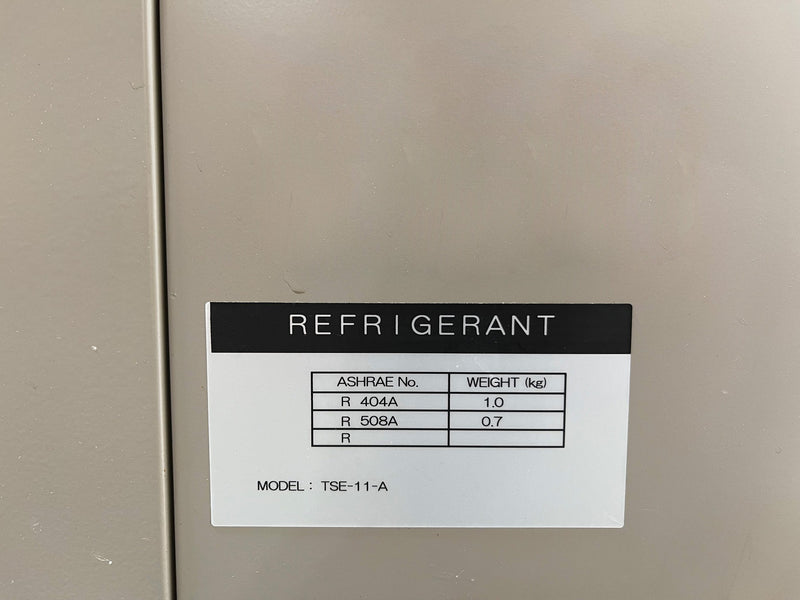 REFRIGERANT
ASHRAE No. WEIGHT (kg)
R 404A 1.0
R 508A 0.7
R
MODEL : TSE-11-A